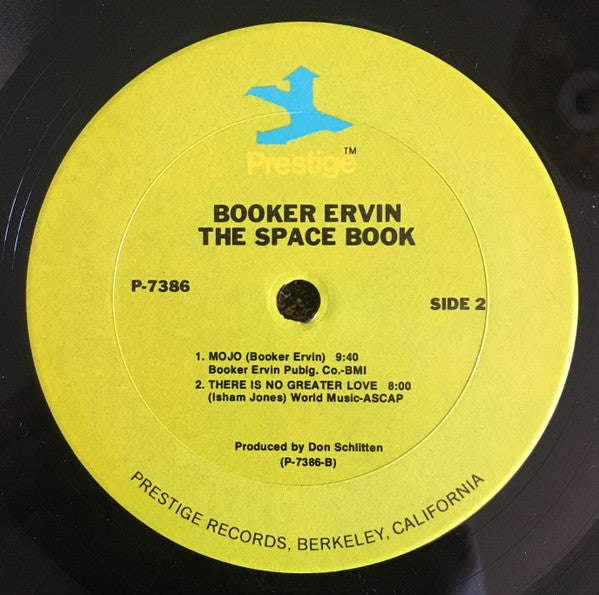 Prestige™
BOOKER ERVIN
THE SPACE BOOK
P-7386
SIDE 2
1. MOJO (Booker Ervin) 9:40
Booker Ervin Publg. Co.-BMI
2. THERE IS NO GREATER LOVE 8:00
(Isham Jones) World Music-ASCAP
Produced by Don Schlitten
(P-7386-B)
PRESTIGE RECORDS, BERKELEY, CALIFORNIA